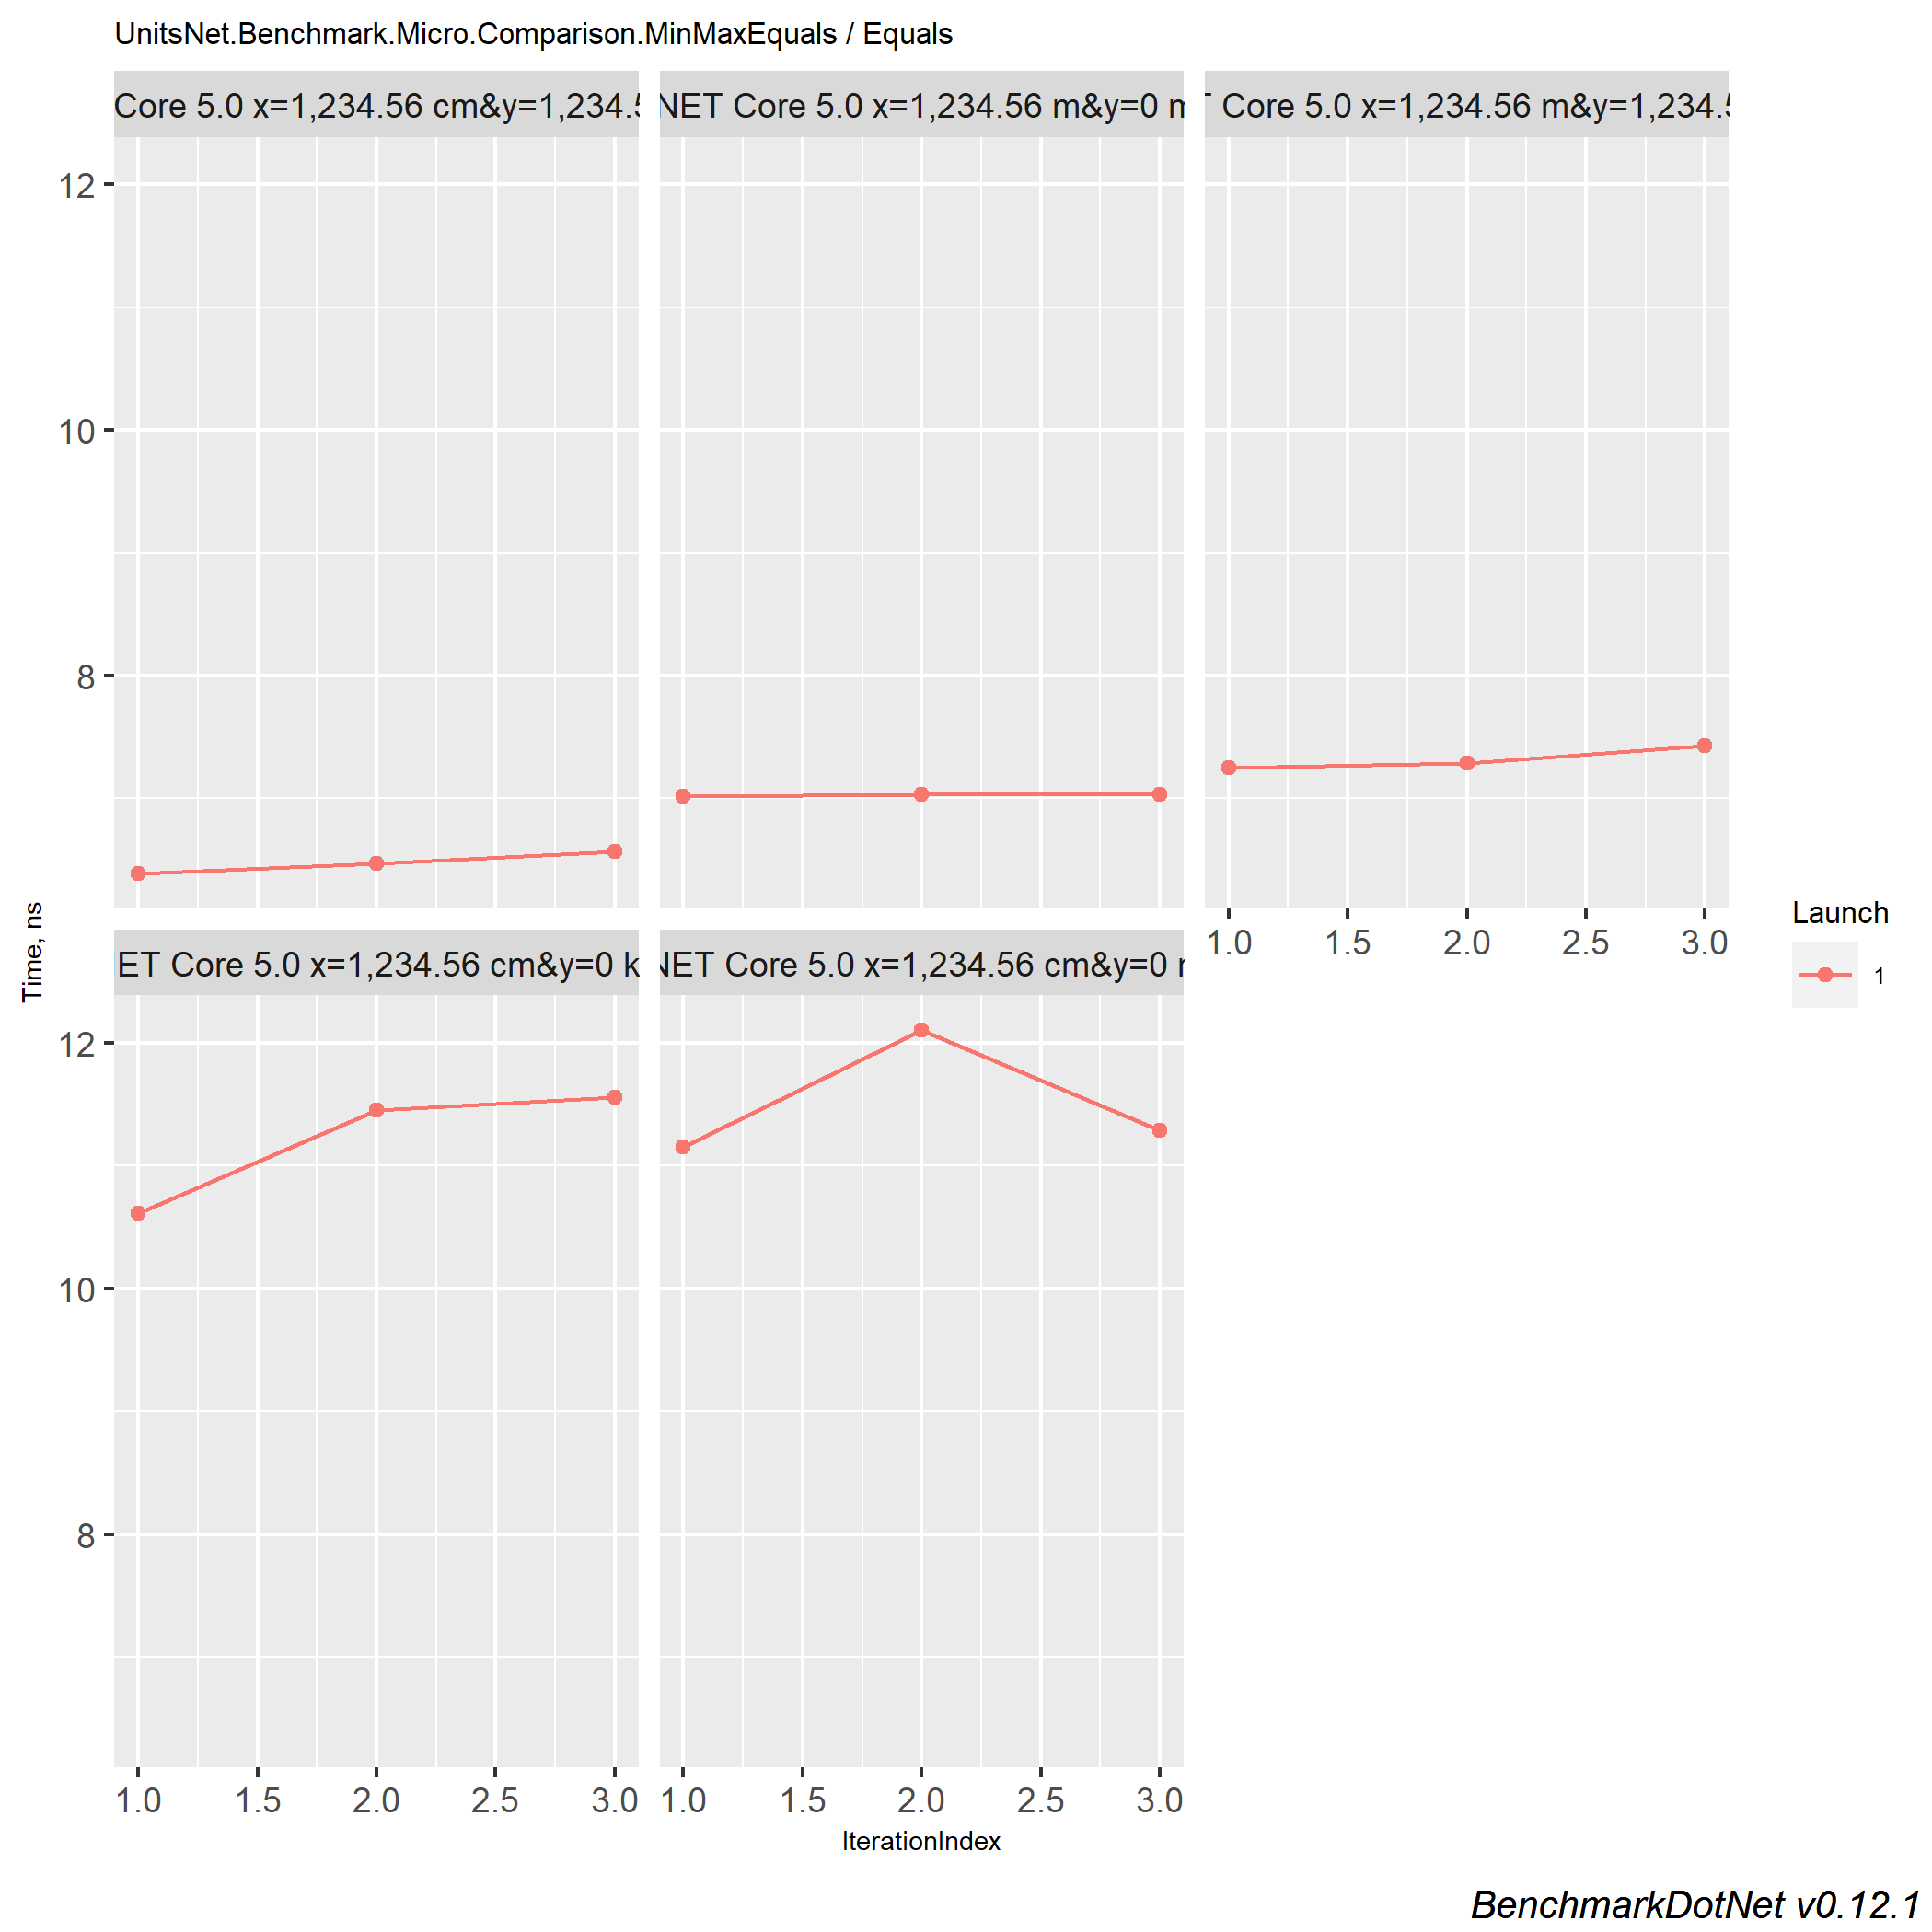 UnitsNet.Benchmark.Micro.Comparison.MinMaxEquals / Equals
Core 5.0 x=1,234.56 cm&y=1,234.5
NET Core 5.0 x=1,234.56 m&y=0 m
Core 5.0 x=1,234.56 m&y=1,234.5
12
10
8
1.0 1.5 2.0 2.5 3.0
ET Core 5.0 x=1,234.56 cm&y=0 k
NET Core 5.0 x=1,234.56 cm&y=0
12
10
8
1.0 1.5 2.0 2.5 3.0
1.0 1.5 2.0 2.5 3.0
Time, ns
IterationIndex
Launch
1
BenchmarkDotNet v0.12.1